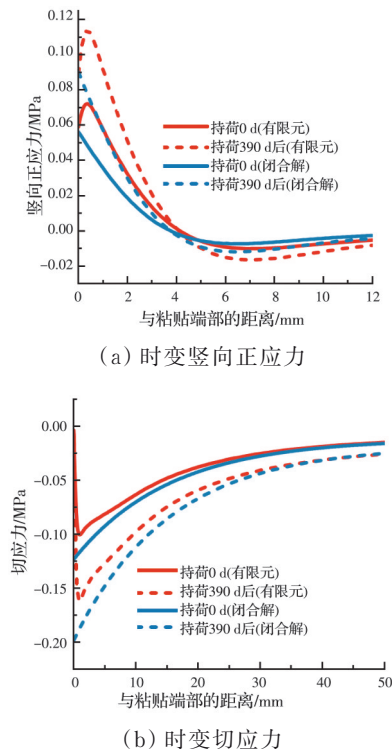 0.12
0.10
0.08
0.06
0.04
0.02
0.00
−0.02
竖向正应力/MPa
持荷0 d(有限元)
持荷390 d后(有限元)
持荷0 d(闭合解)
持荷390 d后(闭合解)
0 2 4 6 8 10 12
与粘贴端部的距离/mm
(a) 时变竖向正应力
0.00
−0.05
−0.10
−0.15
−0.20
切应力/MPa
持荷0 d(有限元)
持荷390 d后(有限元)
持荷0 d(闭合解)
持荷390 d后(闭合解)
0 10 20 30 40 50
与粘贴端部的距离/mm
(b) 时变切应力